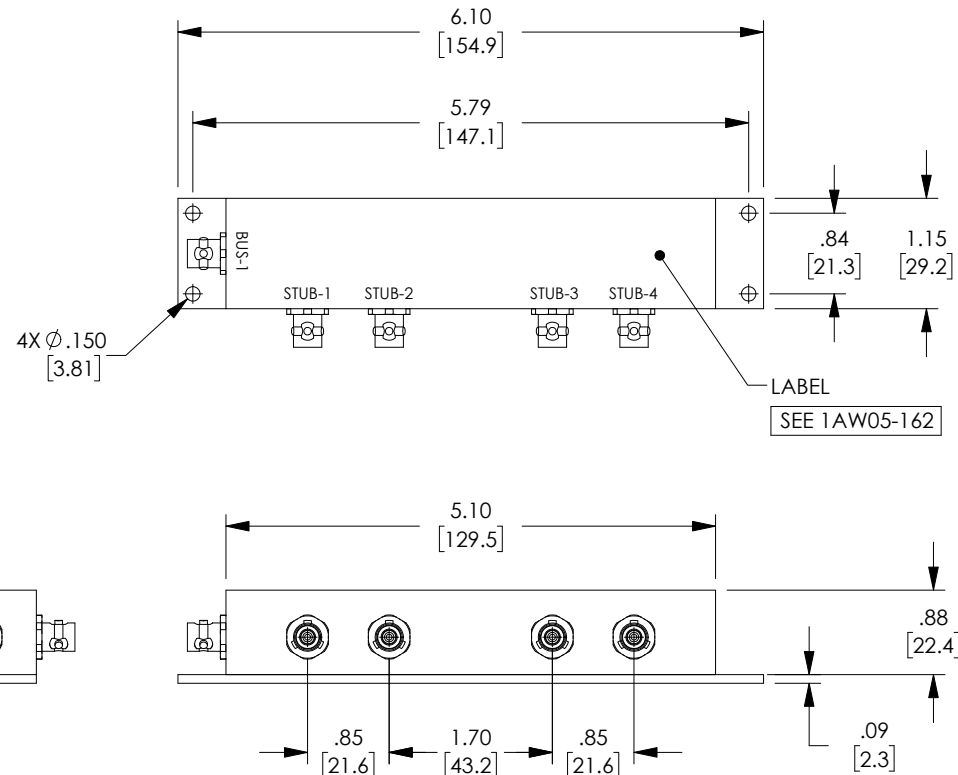 6.10
[154.9]
5.79
[147.1]
BUS-1
.84
[21.3]
1.15
[29.2]
STUB-1
STUB-2
STUB-3
STUB-4
4X Ø .150
[3.81]
LABEL
SEE 1AW05-162
5.10
[129.5]
.88
[22.4]
.85
[21.6]
1.70
[43.2]
.85
[21.6]
.09
[2.3]